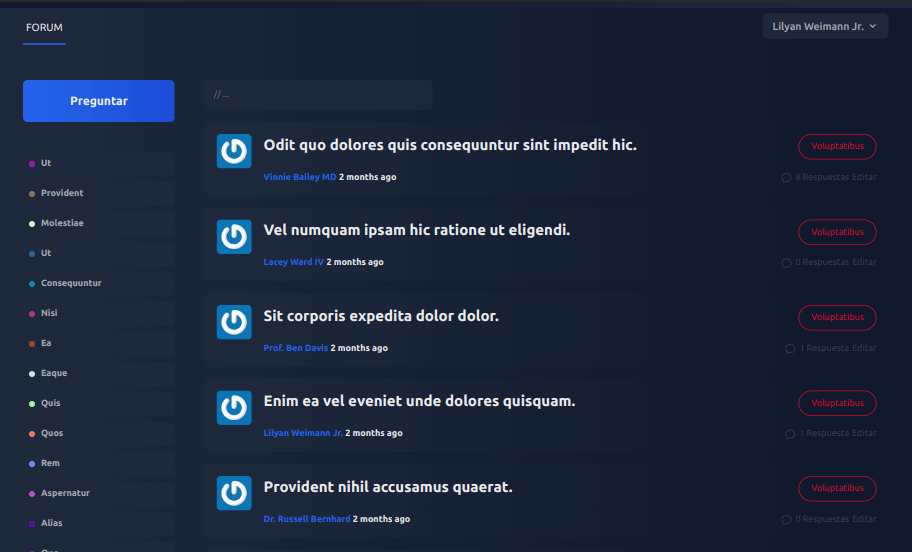 FORUM
Lilyan Weimann Jr.
Preguntar
// ...
Ut
Provident
Molestiae
Ut
Consequuntur
Nisi
Ea
Eaque
Quis
Quos
Rem
Aspernatur
Alias
Odit quo dolores quis consequuntur sint impedit hic.
Vinnie Bailey MD 2 months ago
Voluptatibus
8 Respuestas Editar
Vel numquam ipsam hic ratione ut eligendi.
Lacey Ward IV 2 months ago
Voluptatibus
0 Respuestas Editar
Sit corporis expedita dolor dolor.
Prof. Ben Davis 2 months ago
Voluptatibus
1 Respuesta Editar
Enim ea vel eveniet unde dolores quisquam.
Lilyan Weimann Jr. 2 months ago
Voluptatibus
1 Respuesta Editar
Provident nihil accusamus quaerat.
Dr. Russell Bernhard 2 months ago
Voluptatibus
0 Respuestas Editar